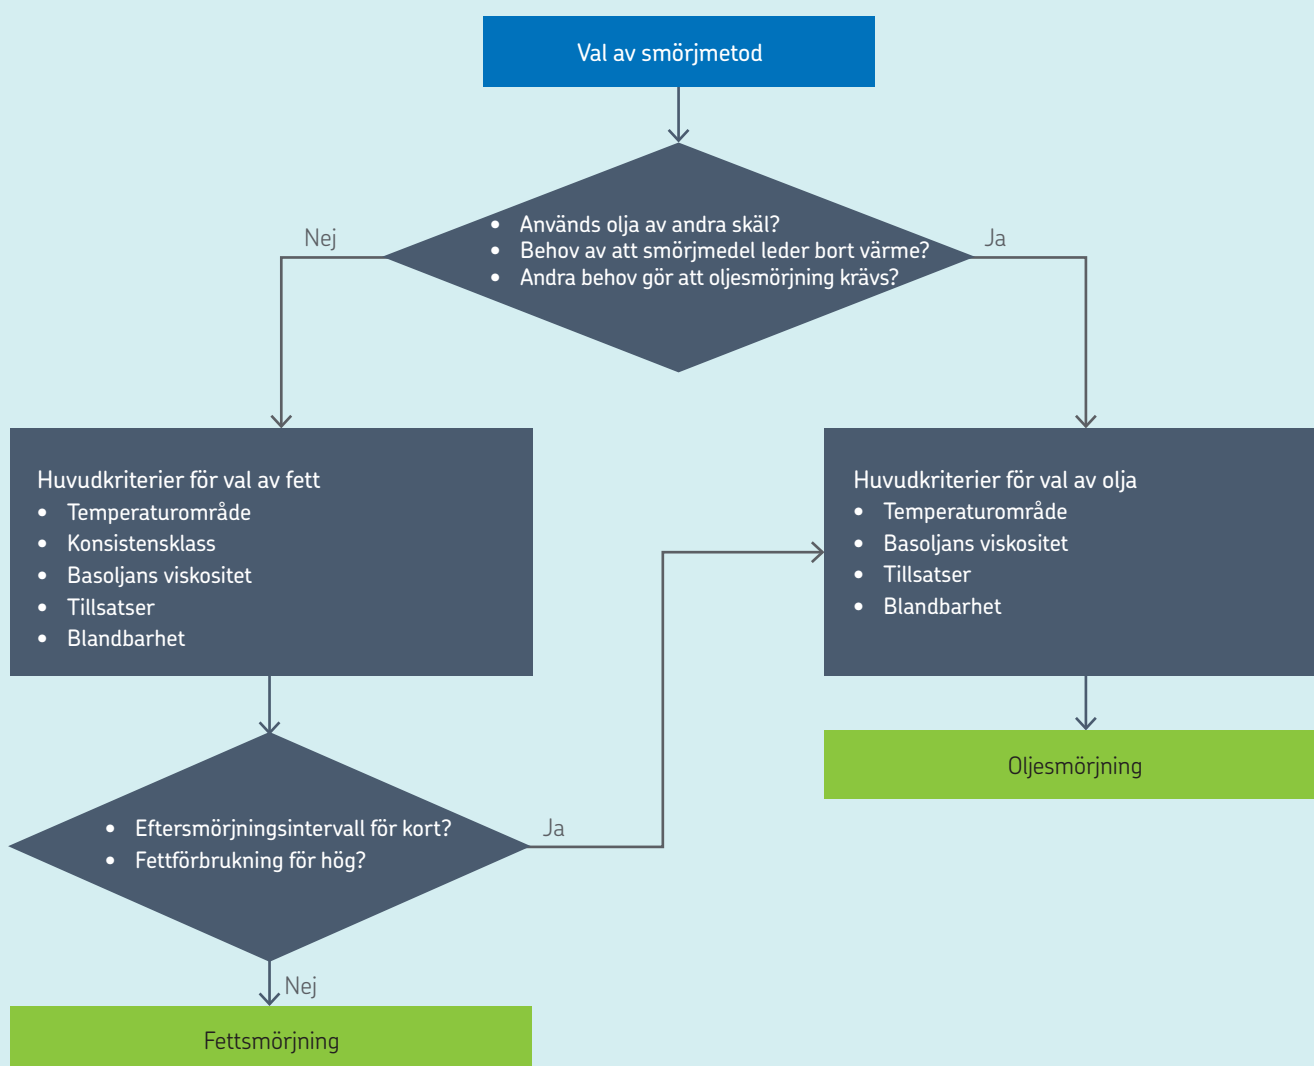 Val av smörjmetod
• Används olja av andra skäl?
• Behov av att smörjmedel leder bort värme?
• Andra behov gör att oljesmörjning krävs?
Nej
Ja
Huvudkriterier för val av fett
• Temperaturområde
• Konsistensklass
• Basoljans viskositet
• Tillsatser
• Blandbarhet
Huvudkriterier för val av olja
• Temperaturområde
• Basoljans viskositet
• Tillsatser
• Blandbarhet
• Eftersmörjningsintervall för kort?
• Fettförbrukning för hög?
Ja
Oljesmörjning
Nej
Fettsmörjning